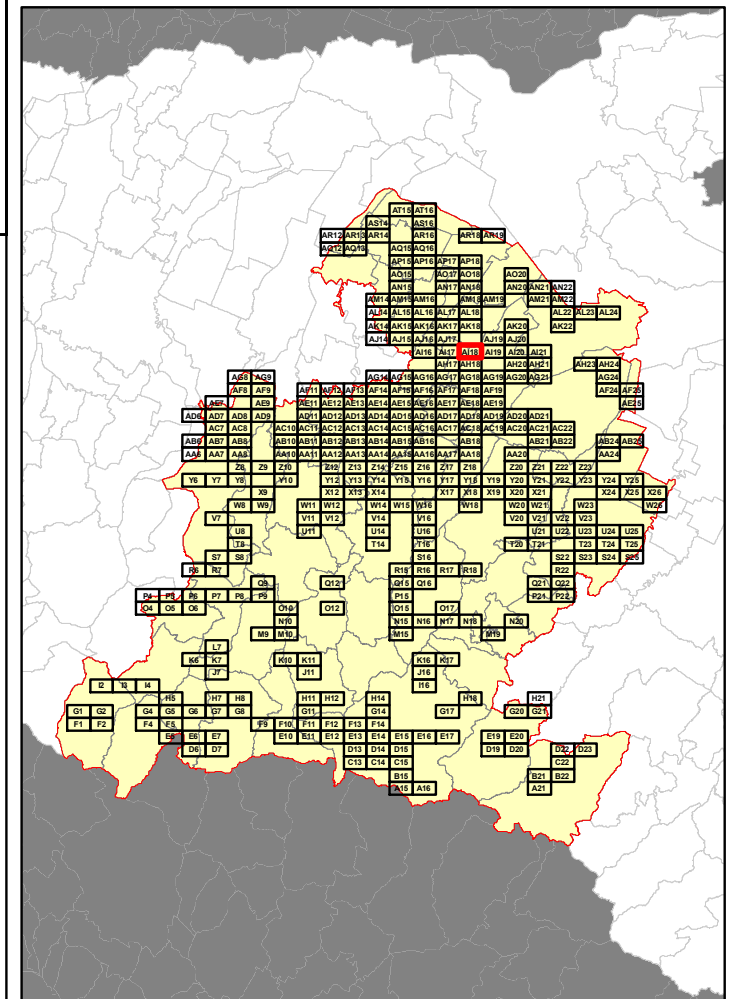 AT15 AT16
AS14 AS16
AR12 AR13 AR14 AR16 AR18 AR19
AQ12 AQ13 AQ15 AQ16
AP15 AP16 AP17 AP18
AO15 AO17 AO18 AO20
AN15 AN17 AN18 AN20 AN21 AN22
AM14 AM15 AM16 AM18 AM19 AM21 AM22
AL14 AL15 AL16 AL17 AL18 AL22 AL23 AL24
AK14 AK15 AK16 AK17 AK18 AK20 AK22
AJ14 AJ15 AJ16 AJ17 AJ19 AJ20
AI16 AI17 AI18 AI19 AI20 AI21
AH17 AH18 AH20 AH21 AH23 AH24
AG8 AG9 AG14 AG15 AG16 AG17 AG18 AG19 AG20 AG21 AG24
AF8 AF9 AF11 AF12 AF13 AF14 AF15 AF16 AF17 AF18 AF19 AF24 AF25
AE7 AE9 AE11 AE12 AE13 AE14 AE15 AE16 AE17 AE18 AE19 AE25
AD6 AD7 AD8 AD9 AD11 AD12 AD13 AD14 AD15 AD16 AD17 AD18 AD19 AD20 AD21
AC7 AC8 AC10 AC11 AC12 AC13 AC14 AC15 AC16 AC17 AC18 AC19 AC20 AC21 AC22
AB6 AB7 AB8 AB10 AB11 AB12 AB13 AB14 AB15 AB16 AB18 AB21 AB22 AB24 AB25
AA6 AA7 AA8 AA10 AA11 AA12 AA13 AA14 AA15 AA16 AA17 AA18 AA20 AA24
Z8 Z9 Z10 Z12 Z13 Z14 Z15 Z16 Z17 Z18 Z20 Z21 Z22 Z23
Y6 Y7 Y8 Y10 Y12 Y13 Y14 Y15 Y16 Y17 Y18 Y19 Y20 Y21 Y22 Y23 Y24 Y25
X9 X12 X13 X14 X17 X18 X19 X20 X21 X24 X25 X26
W8 W9 W11 W12 W14 W15 W16 W18 W20 W21 W23 W26
V7 V11 V12 V14 V16 V20 V21 V22 V23
U8 U11 U14 U16 U21 U22 U23 U24 U25
T8 T14 T16 T20 T21 T23 T24 T25
S7 S8 S16 S22 S23 S24 S25
R6 R7 R15 R16 R17 R18 R22
Q9 Q12 Q15 Q16 Q21 Q22
P4 P5 P6 P7 P8 P9 P15 P21 P22
O4 O5 O6 O10 O12 O15 O17
N10 N15 N16 N17 N18 N20
M9 M10 M15 M19
L7
K6 K7 K10 K11 K16 K17
J7 J11 J16
I2 I3 I4 I16
H5 H7 H8 H11 H12 H14 H18 H21
G1 G2 G4 G5 G6 G7 G8 G11 G14 G17 G20 G21
F1 F2 F4 F5 F9 F10 F11 F12 F13 F14
E5 E6 E7 E10 E11 E12 E13 E14 E15 E16 E17 E19 E20
D6 D7 D13 D14 D15 D19 D20 D22 D23
C13 C14 C15 C22
B15 B21 B22
A15 A16 A21